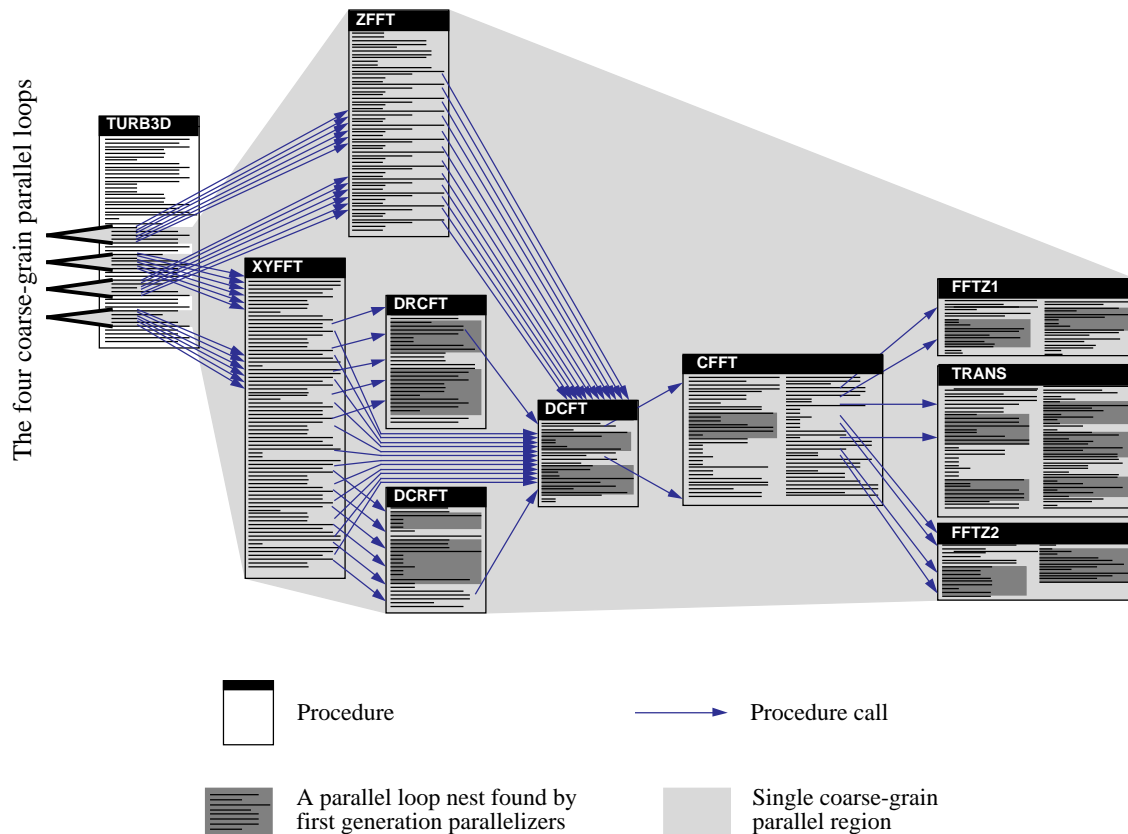 ZFFT
The four coarse-grain parallel loops
TURB3D
XYFFT
DRCFT
FFTZ1
CFFT
TRANS
DCFT
DCRFT
FFTZ2
Procedure
Procedure call
A parallel loop nest found by
first generation parallelizers
Single coarse-grain
parallel region